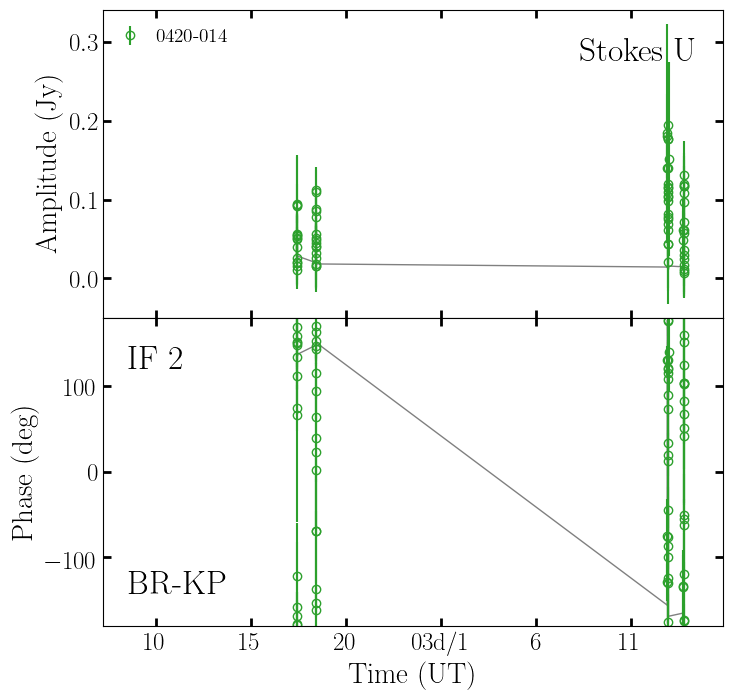 0420-014
Stokes U
Amplitude (Jy)
0.3
0.2
0.1
0.0
IF 2
BR-KP
Phase (deg)
100
0
−100
10 15 20 03d/1 6 11
Time (UT)